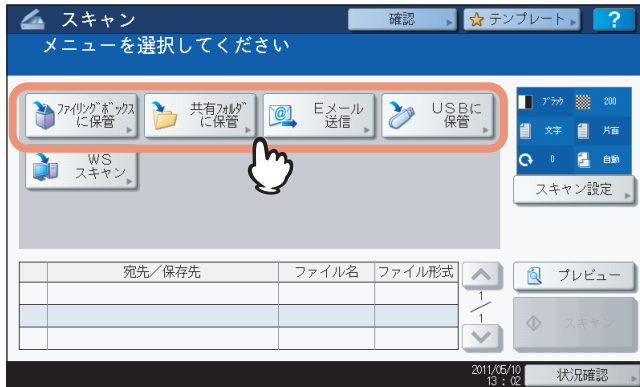 スキャン
確認
テンプレート
?
メニューを選択してください
ファイリングボックス
に保管
共有フォルダ
に保管
Eメール
送信
USBに
保管
WS
スキャン
ブラック
200
文字
片面
0
自動
スキャン設定
宛先／保存先
ファイル名
ファイル形式
1
1
プレビュー
スキャン
2011/05/10
13 : 02
状況確認